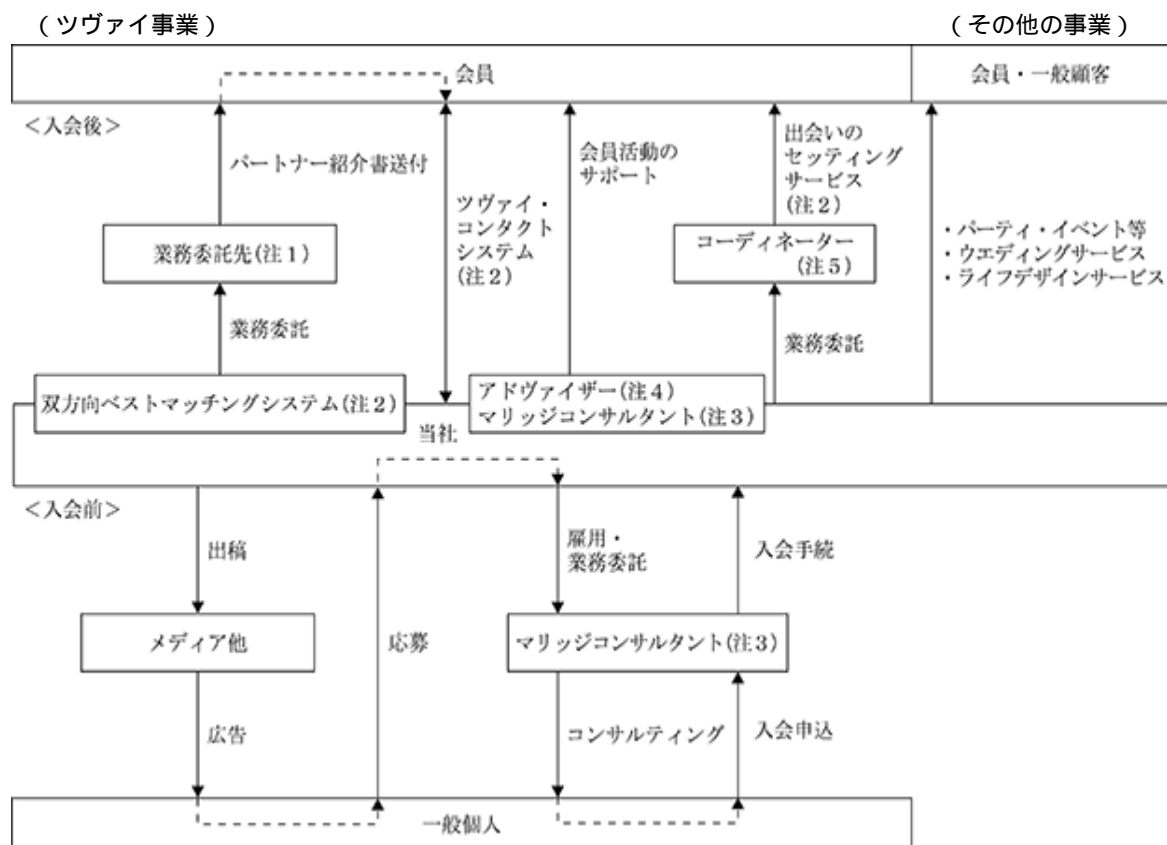 (ツヴァイ事業)
(その他の事業)
会員
会員・一般顧客
<入会後>
パートナー紹介書送付
ツヴァイ・
コンタクト
システム
(注2)
会員活動の
サポート
出会いの
セッティング
サービス
(注2)
・パーティ・イベント等
・ウエディングサービス
・ライフデザインサービス
業務委託先(注1)
コーディネーター
(注5)
業務委託
業務委託
双方向ベストマッチングシステム(注2)
アドヴァイザー(注4)
マリッジコンサルタント(注3)
当社
<入会前>
出稿
応募
雇用・
業務委託
入会手続
メディア他
マリッジコンサルタント(注3)
広告
コンサルティング
入会申込
一般個人